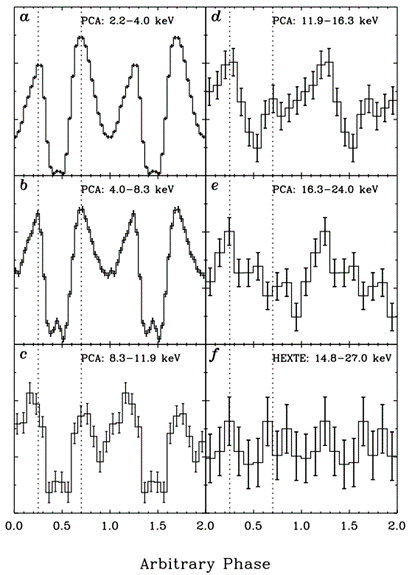 a PCA: 2.2−4.0 keV
d PCA: 11.9−16.3 keV
b PCA: 4.0−8.3 keV
e PCA: 16.3−24.0 keV
c PCA: 8.3−11.9 keV
f HEXTE: 14.8−27.0 keV
0.0 0.5 1.0 1.5 2.0 0.5 1.0 1.5 2.0
Arbitrary Phase